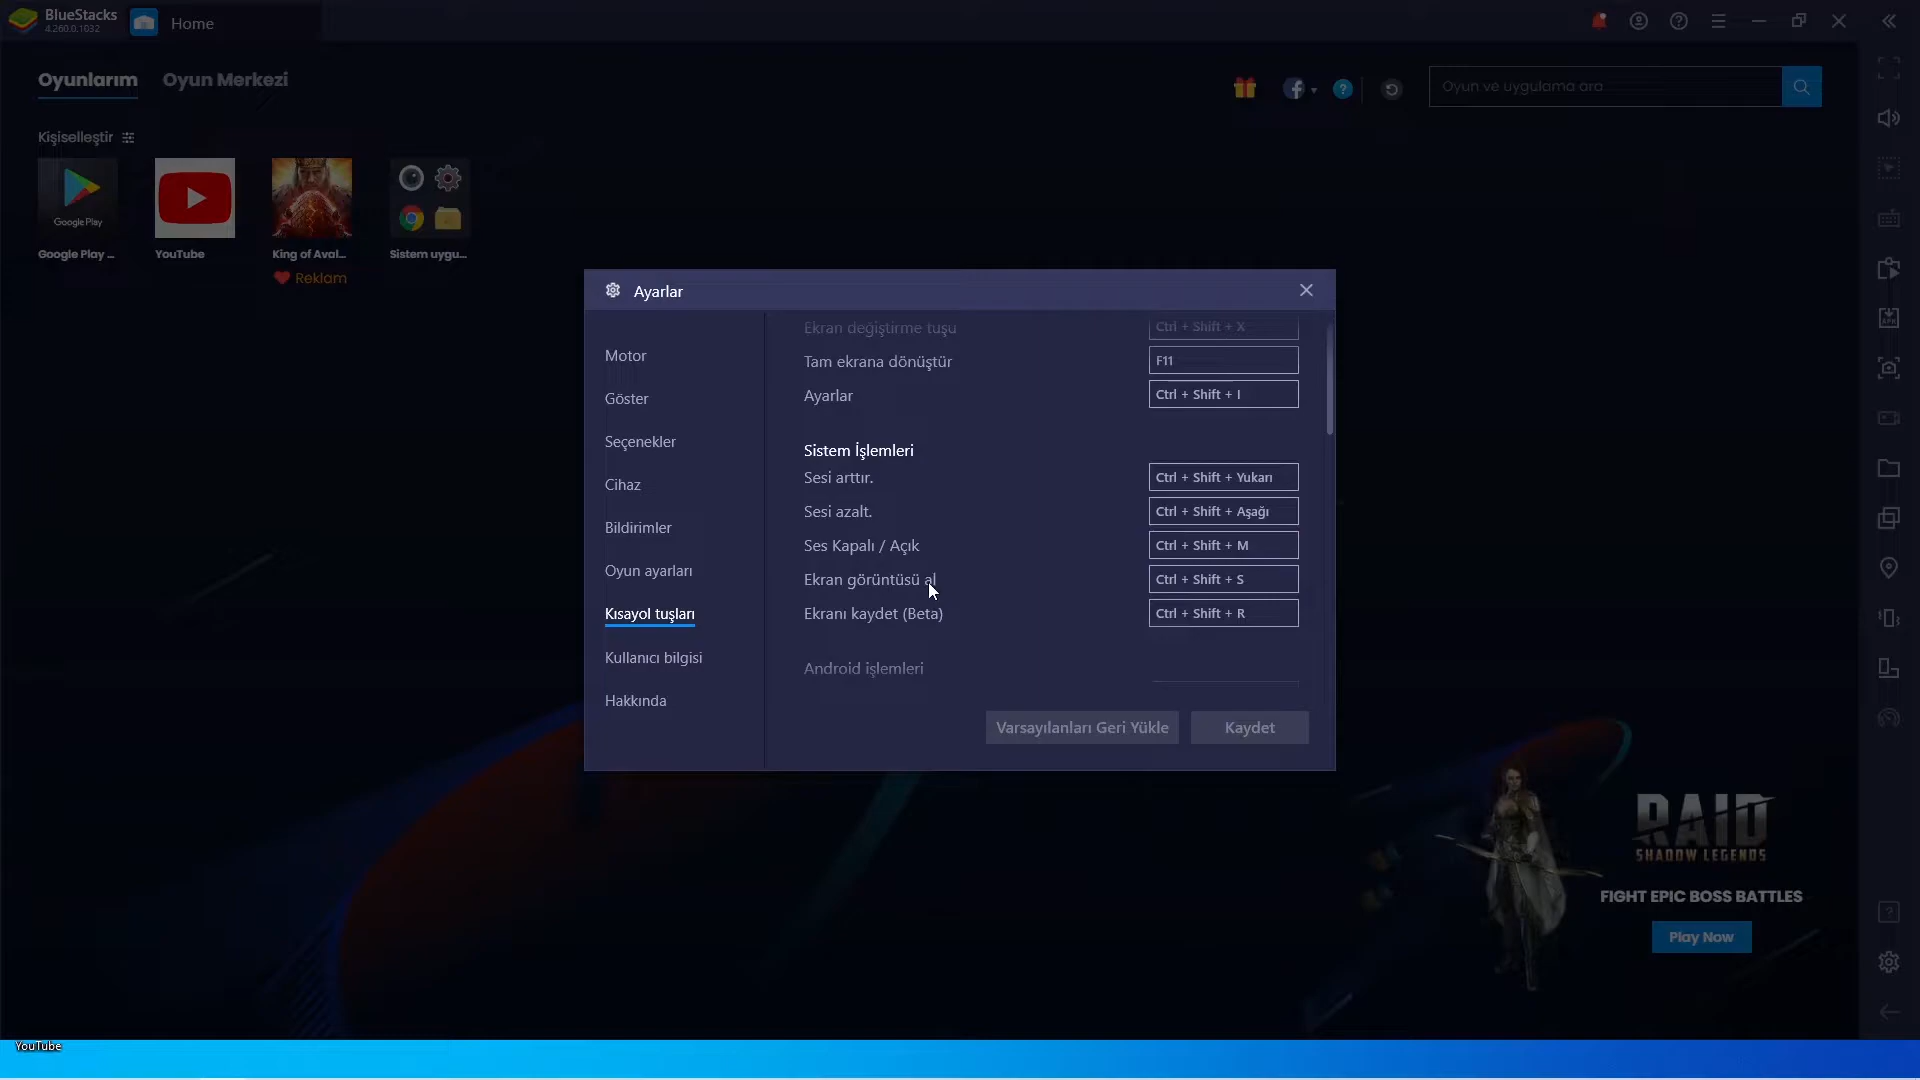 BlueStacks
4.260.0.1032
Home
Oyunlarım
Oyun Merkezi
Oyun ve uygulama ara
Kişiselleştir
Google Play
Google Play ...
YouTube
King of Aval...
Sistem uygu...
Reklam
Ayarlar
Motor
Göster
Seçenekler
Cihaz
Bildirimler
Oyun ayarları
Kısayol tuşları
Kullanıcı bilgisi
Hakkında
Ekran değiştirme tuşu
Ctrl + Shift + X
Tam ekrana dönüştür
F11
Ayarlar
Ctrl + Shift + I
Sistem İşlemleri
Sesi arttır.
Ctrl + Shift + Yukarı
Sesi azalt.
Ctrl + Shift + Aşağı
Ses Kapalı / Açık
Ctrl + Shift + M
Ekran görüntüsü al
Ctrl + Shift + S
Ekranı kaydet (Beta)
Ctrl + Shift + R
Android işlemleri
Varsayılanları Geri Yükle
Kaydet
RAID
SHADOW LEGENDS
FIGHT EPIC BOSS BATTLES
Play Now
YouTube